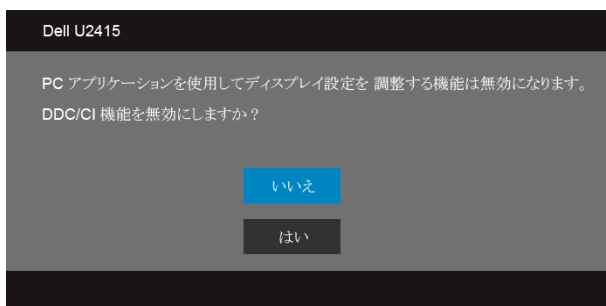 Dell U2415
PC アプリケーションを使用してディスプレイ設定を 調整する機能は無効になります。
DDC/CI 機能を無効にしますか？
いいえ
はい